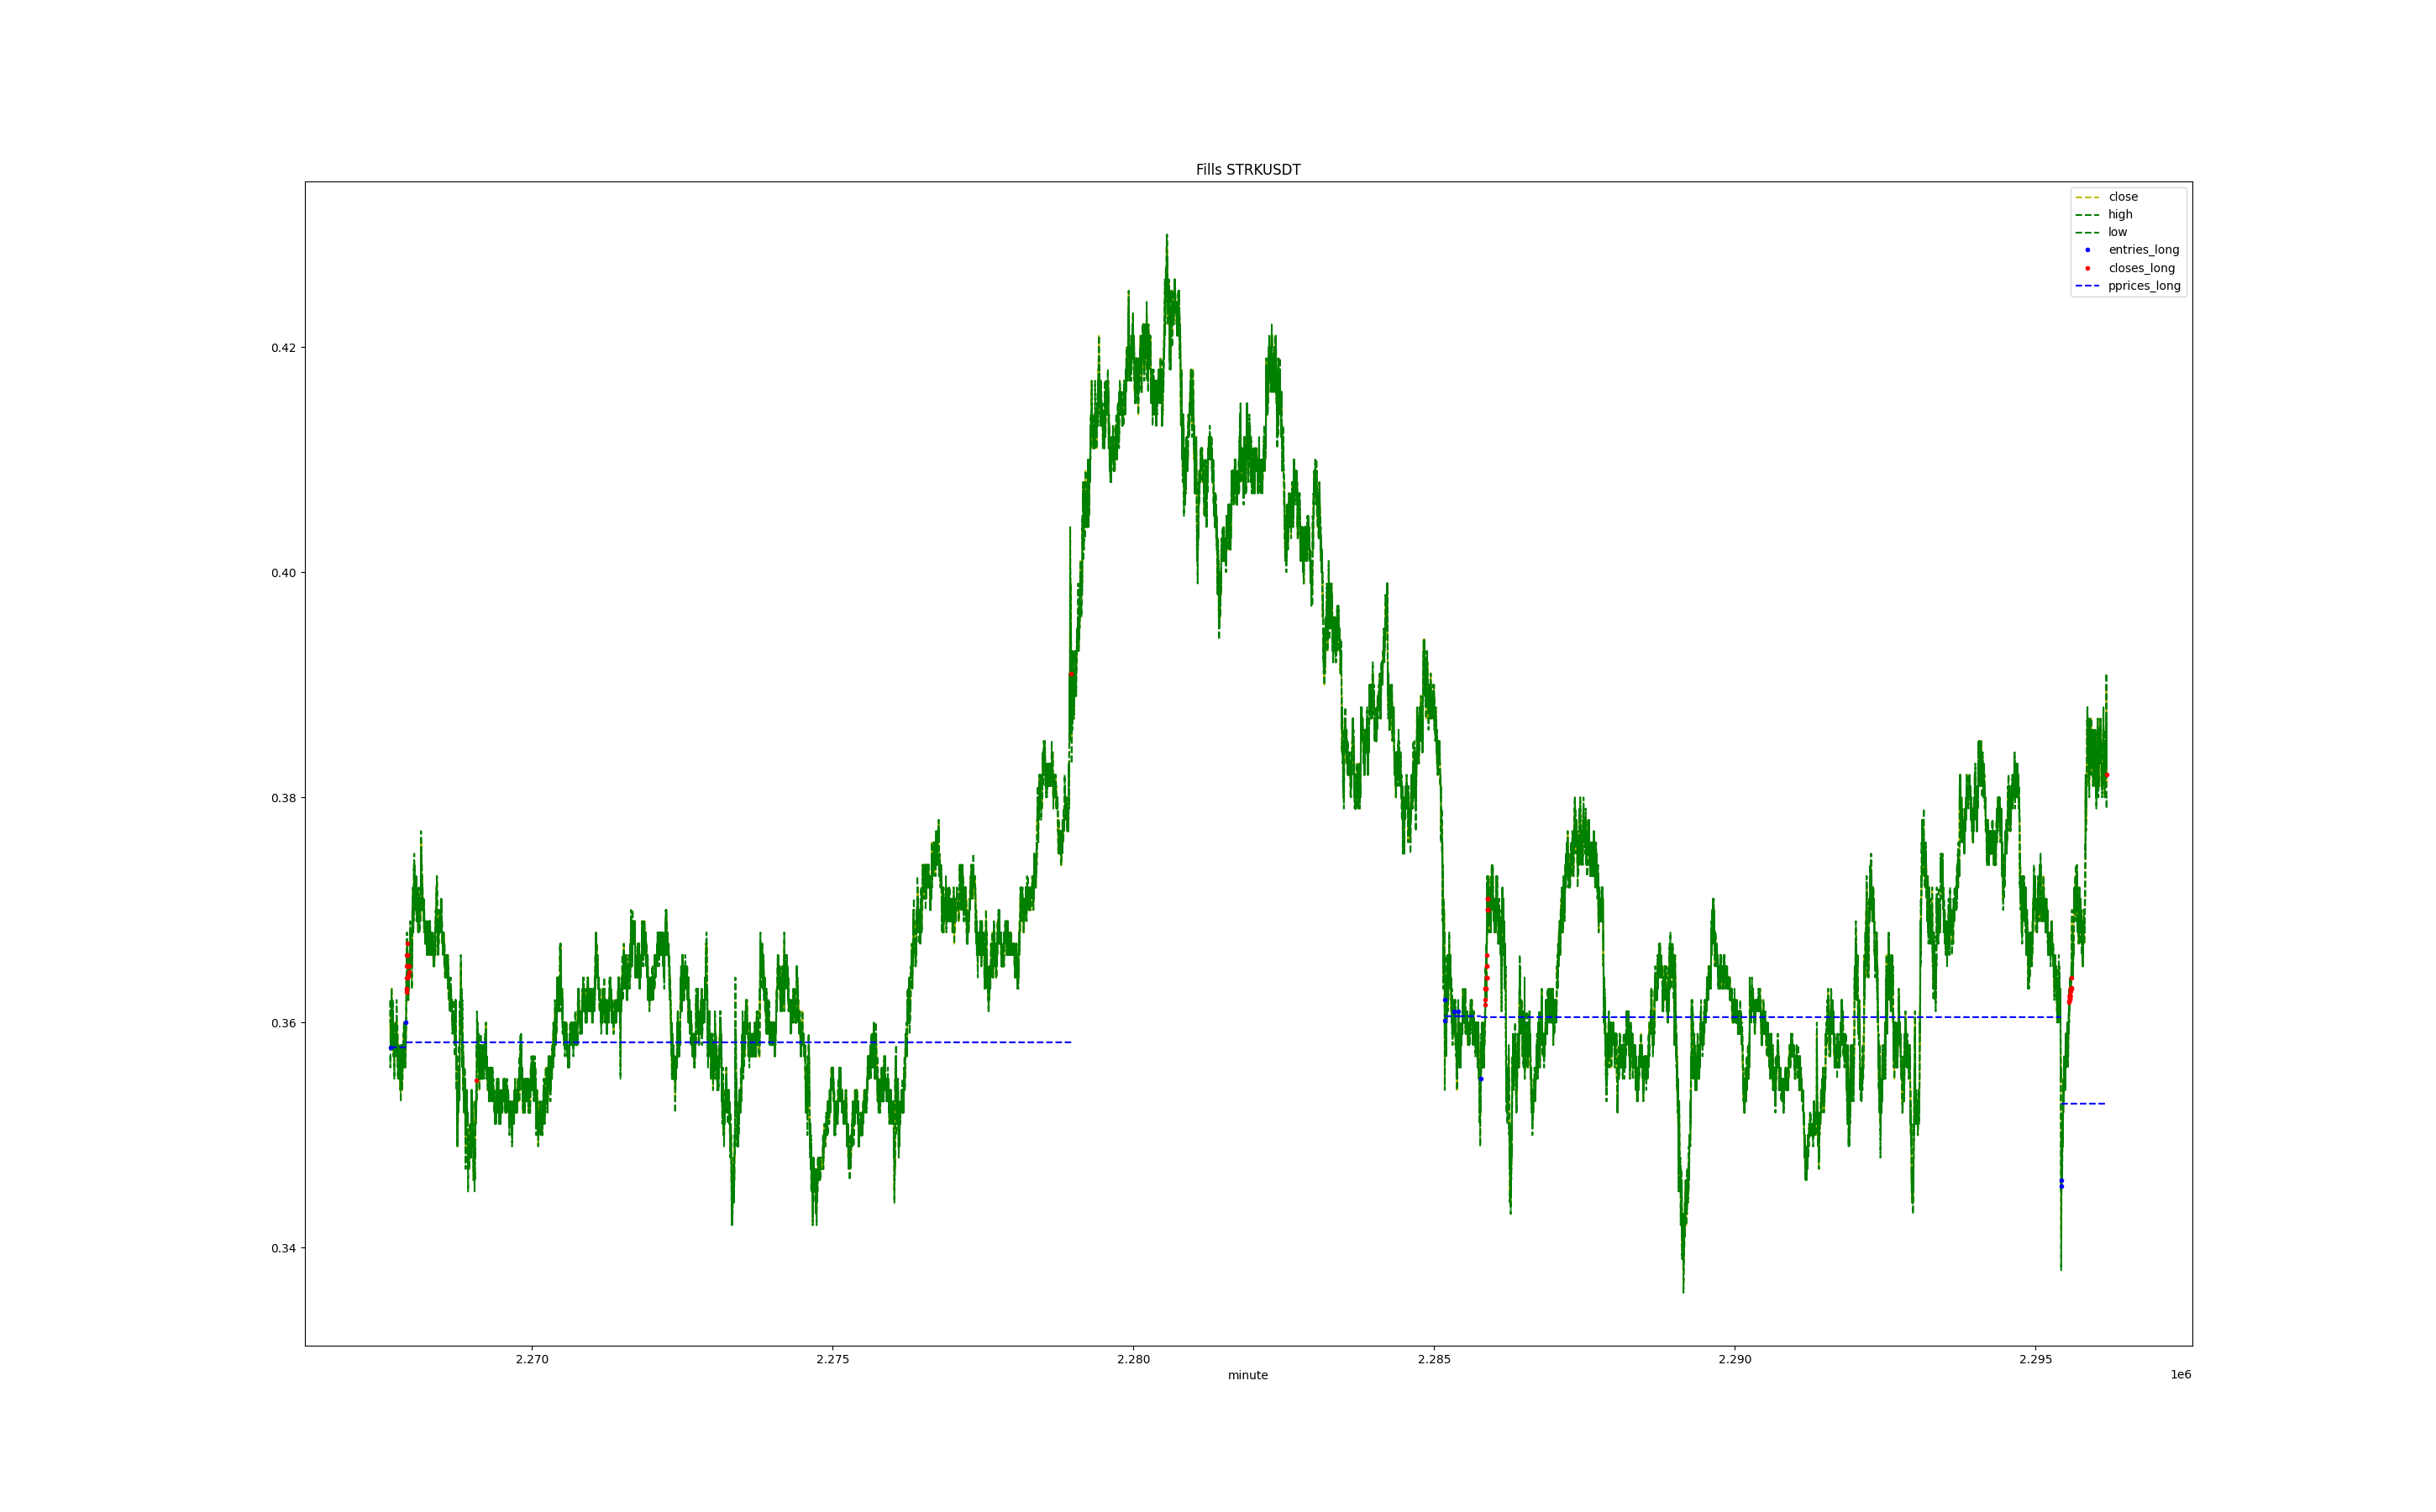 Fills STRKUSDT
close
high
low
entries_long
closes_long
pprices_long
0.42
0.40
0.38
0.36
0.34
2.270 2.275 2.280 2.285 2.290 2.295
minute 1e6